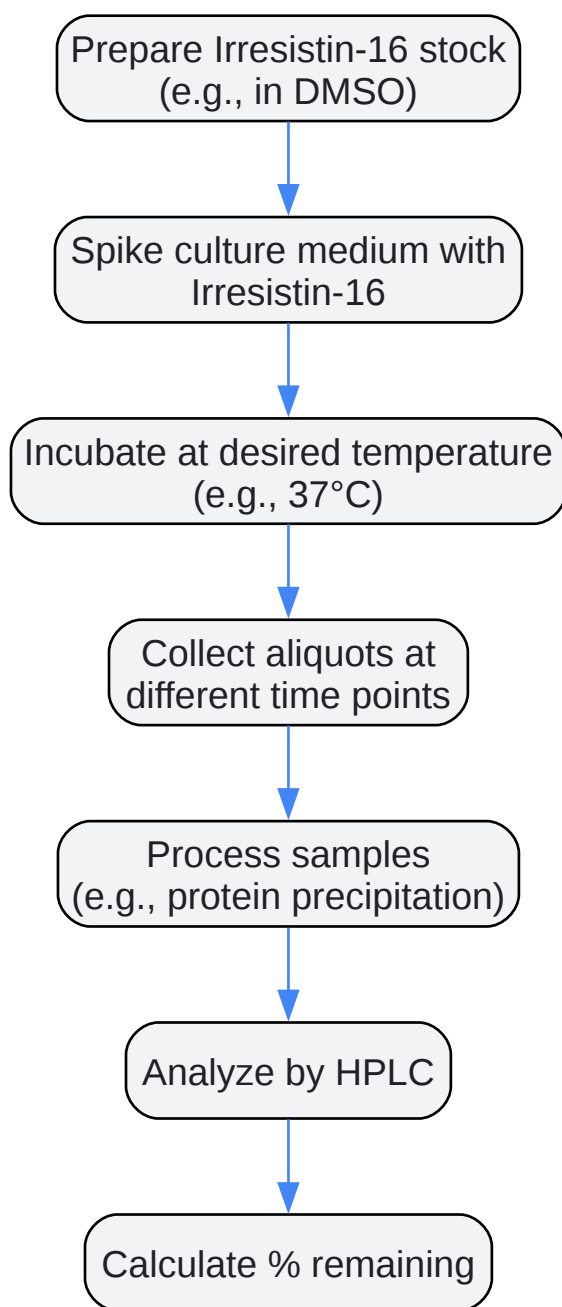 Prepare Irresistin-16 stock
(e.g., in DMSO)
Spike culture medium with
Irresistin-16
Incubate at desired temperature
(e.g., 37°C)
Collect aliquots at
different time points
Process samples
(e.g., protein precipitation)
Analyze by HPLC
Calculate % remaining